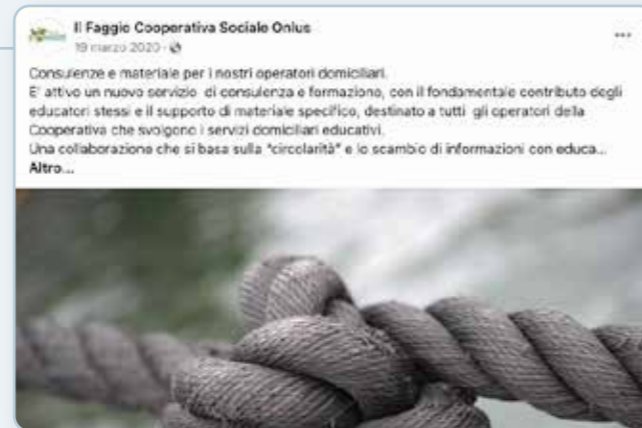 Il Faggio Cooperativa Sociale Onlus
19 marzo 2020 ·
Consulenze e materiale per i nostri operatori domiciliari.
E' attivo un nuovo servizio di consulenza e formazione, con il fondamentale contributo degli
educatori stessi e il supporto di materiale specifico, destinato a tutti gli operatori della
Cooperativa che svolgono i servizi domiciliari educativi.
Una collaborazione che si basa sulla "circolarità" e lo scambio di informazioni con educa...
Altro...